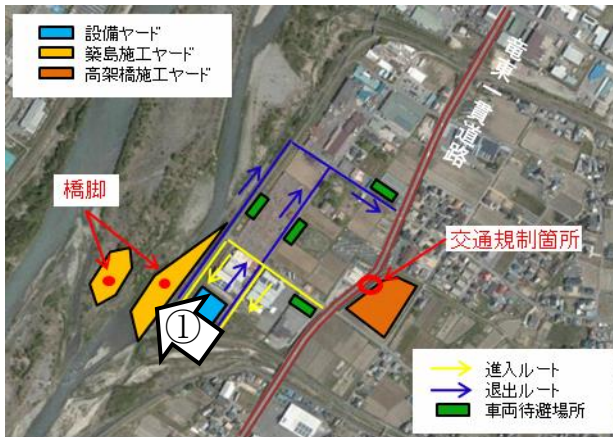 設備ヤード
築島施工ヤード
高架橋施工ヤード
竜東一貫道路
橋脚
交通規制箇所
①
進入ルート
退出ルート
車両待避場所